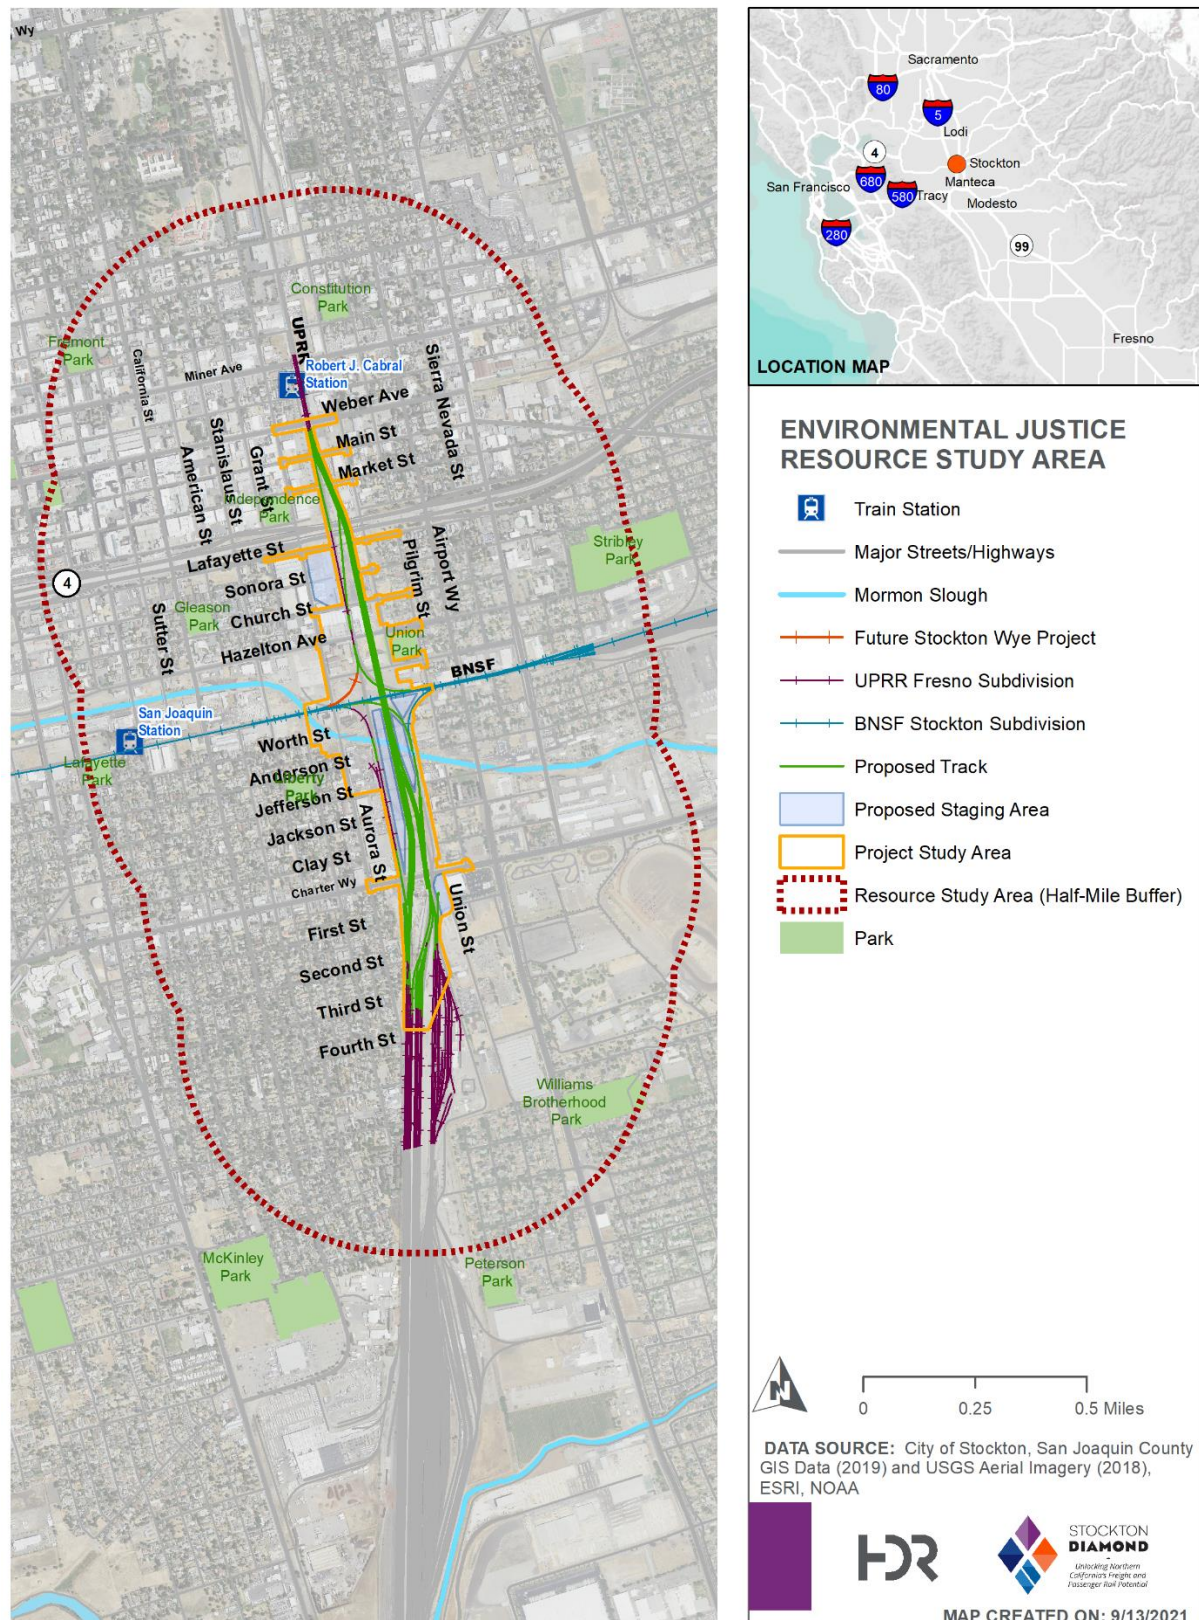 Wy
Constitution
Park
UPRR
Fremont
Park
California St
Miner Ave
Robert J. Cabral
Station
Sierra Nevada St
Weber Ave
Main St
Market St
Stanislaus St
American St
Grant St
Independence
Park
Lafayette St
Airport Wy
Pilgrim St
Stribley
Park
4
Sonora St
Gleason
Park
Church St
Sutter St
Hazelton Ave
Union
Park
BNSF
San Joaquin
Station
Worth St
Lafayette
Park
Anderson St
Liberty
Park
Jefferson St
Aurora St
Jackson St
Clay St
Charter Wy
Union St
First St
Second St
Third St
Fourth St
Williams
Brotherhood
Park
McKinley
Park
Peterson
Park
Sacramento
80
5
Lodi
4
Stockton
680
Manteca
San Francisco
580
Tracy
Modesto
280
99
Fresno
LOCATION MAP
ENVIRONMENTAL JUSTICE
RESOURCE STUDY AREA
Train Station
Major Streets/Highways
Mormon Slough
Future Stockton Wye Project
UPRR Fresno Subdivision
BNSF Stockton Subdivision
Proposed Track
Proposed Staging Area
Project Study Area
Resource Study Area (Half-Mile Buffer)
Park
N
0 0.25 0.5 Miles
DATA SOURCE: City of Stockton, San Joaquin County
GIS Data (2019) and USGS Aerial Imagery (2018),
ESRI, NOAA
HDR
STOCKTON
DIAMOND
Unlocking Northern
California's Freight and
Passenger Rail Potential
MAP CREATED ON: 9/13/2021